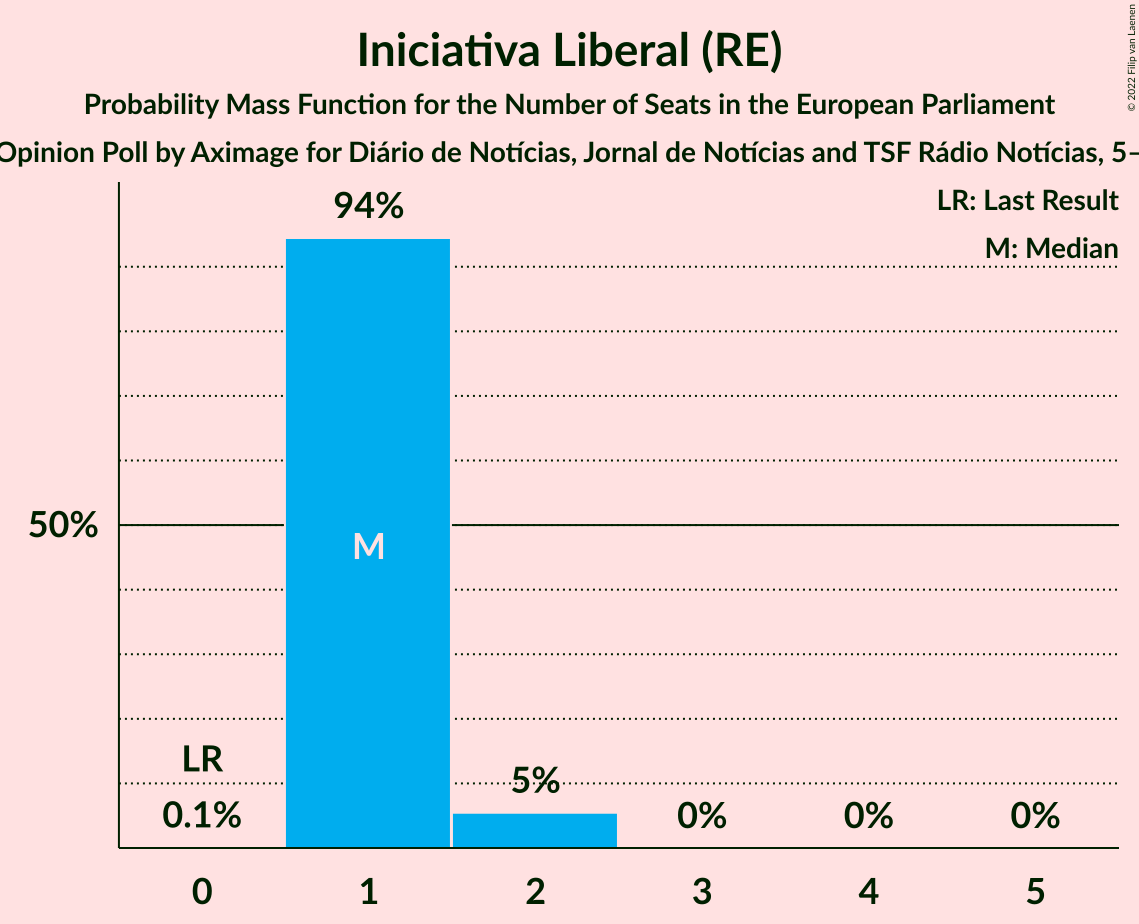 Iniciativa Liberal (RE)
Probability Mass Function for the Number of Seats in the European Parliament
Opinion Poll by Aximage for Diário de Notícias, Jornal de Notícias and TSF Rádio Notícias, 5–
© 2022 Filip van Laenen
LR: Last Result
M: Median
94%
50%
M
LR
0.1%
5%
0%
0%
0%
0
1
2
3
4
5